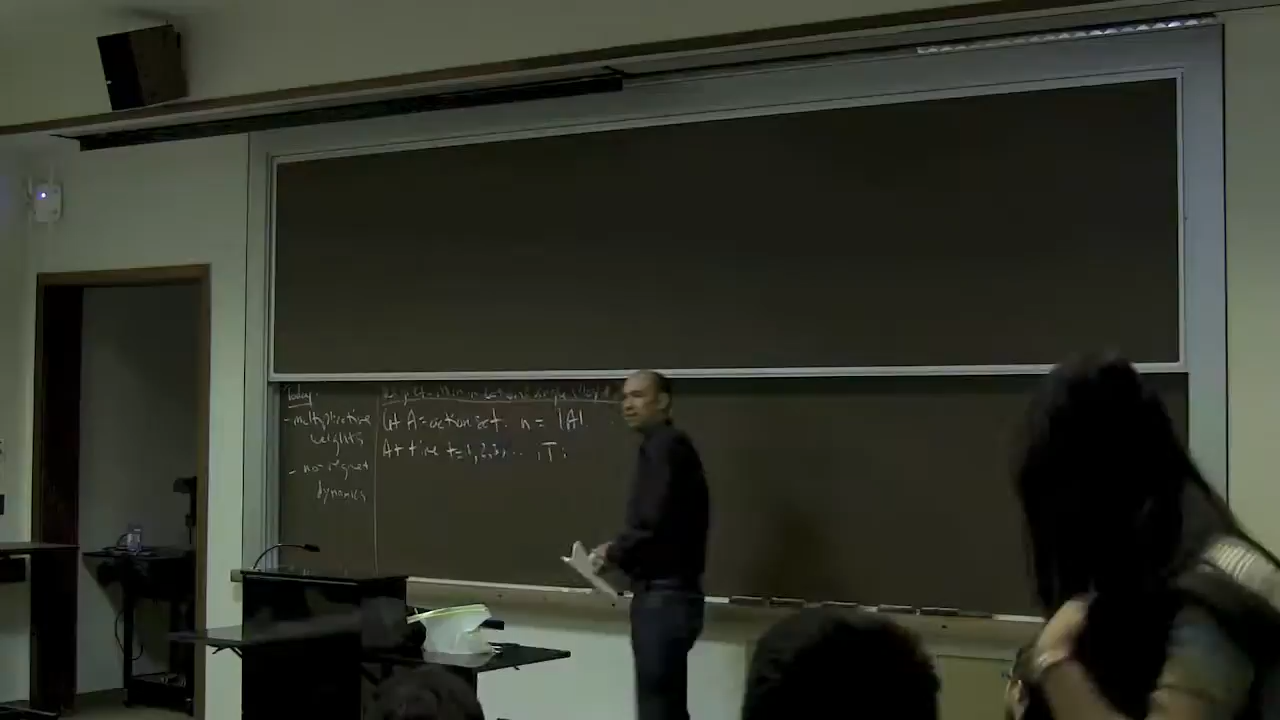 Today:
- multiplicative
weights
- no-regret
dynamics
Let A = action set. n = |A|.
At time t=1,2,3,...,T: